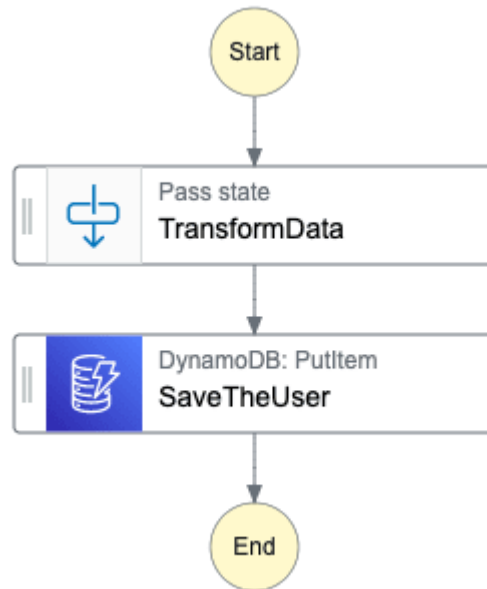 Start
Pass state
TransformData
DynamoDB: PutItem
SaveTheUser
End